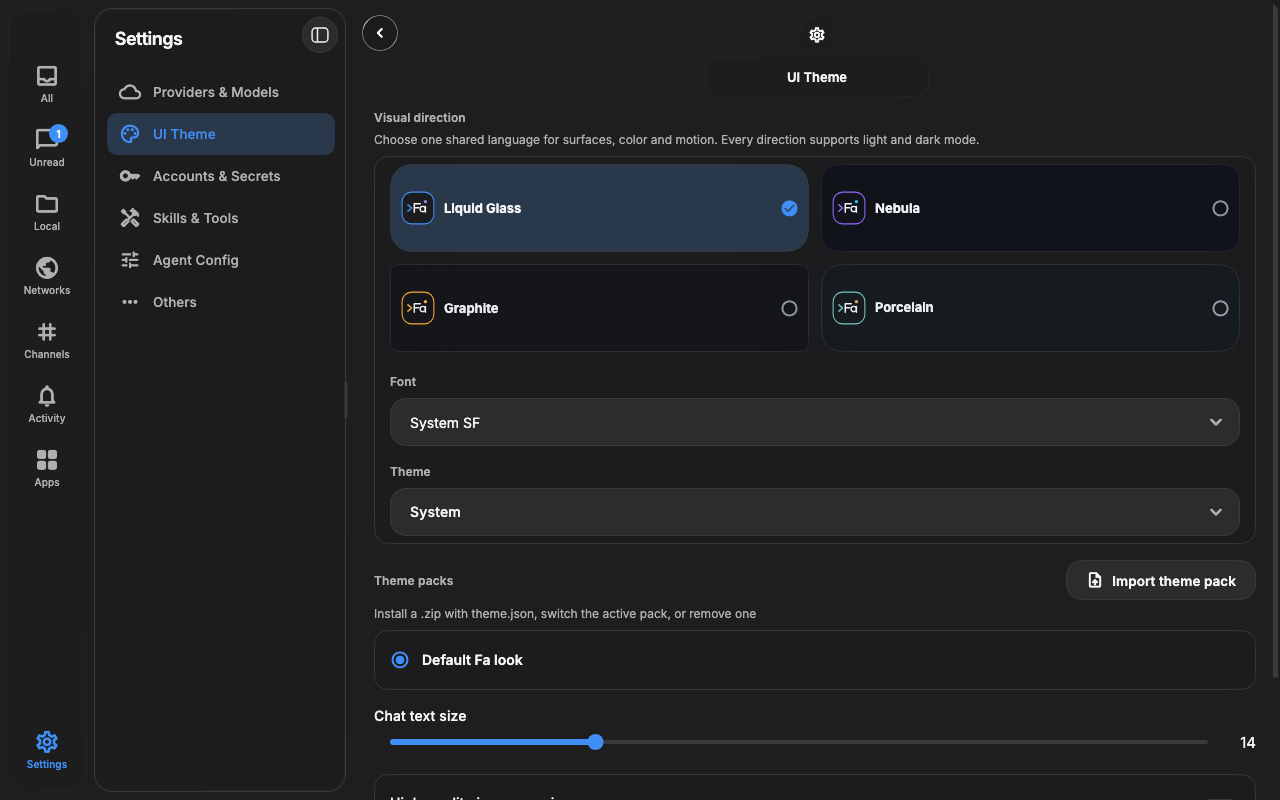 Settings
UI Theme
All
1
Unread
Local
Networks
Channels
Activity
Apps
Settings
Providers & Models
UI Theme
Accounts & Secrets
Skills & Tools
Agent Config
Others
Visual direction
Choose one shared language for surfaces, color and motion. Every direction supports light and dark mode.
>Fa Liquid Glass
>Fa Nebula
>Fa Graphite
>Fa Porcelain
Font
System SF
Theme
System
Theme packs
Import theme pack
Install a .zip with theme.json, switch the active pack, or remove one
Default Fa look
Chat text size
14